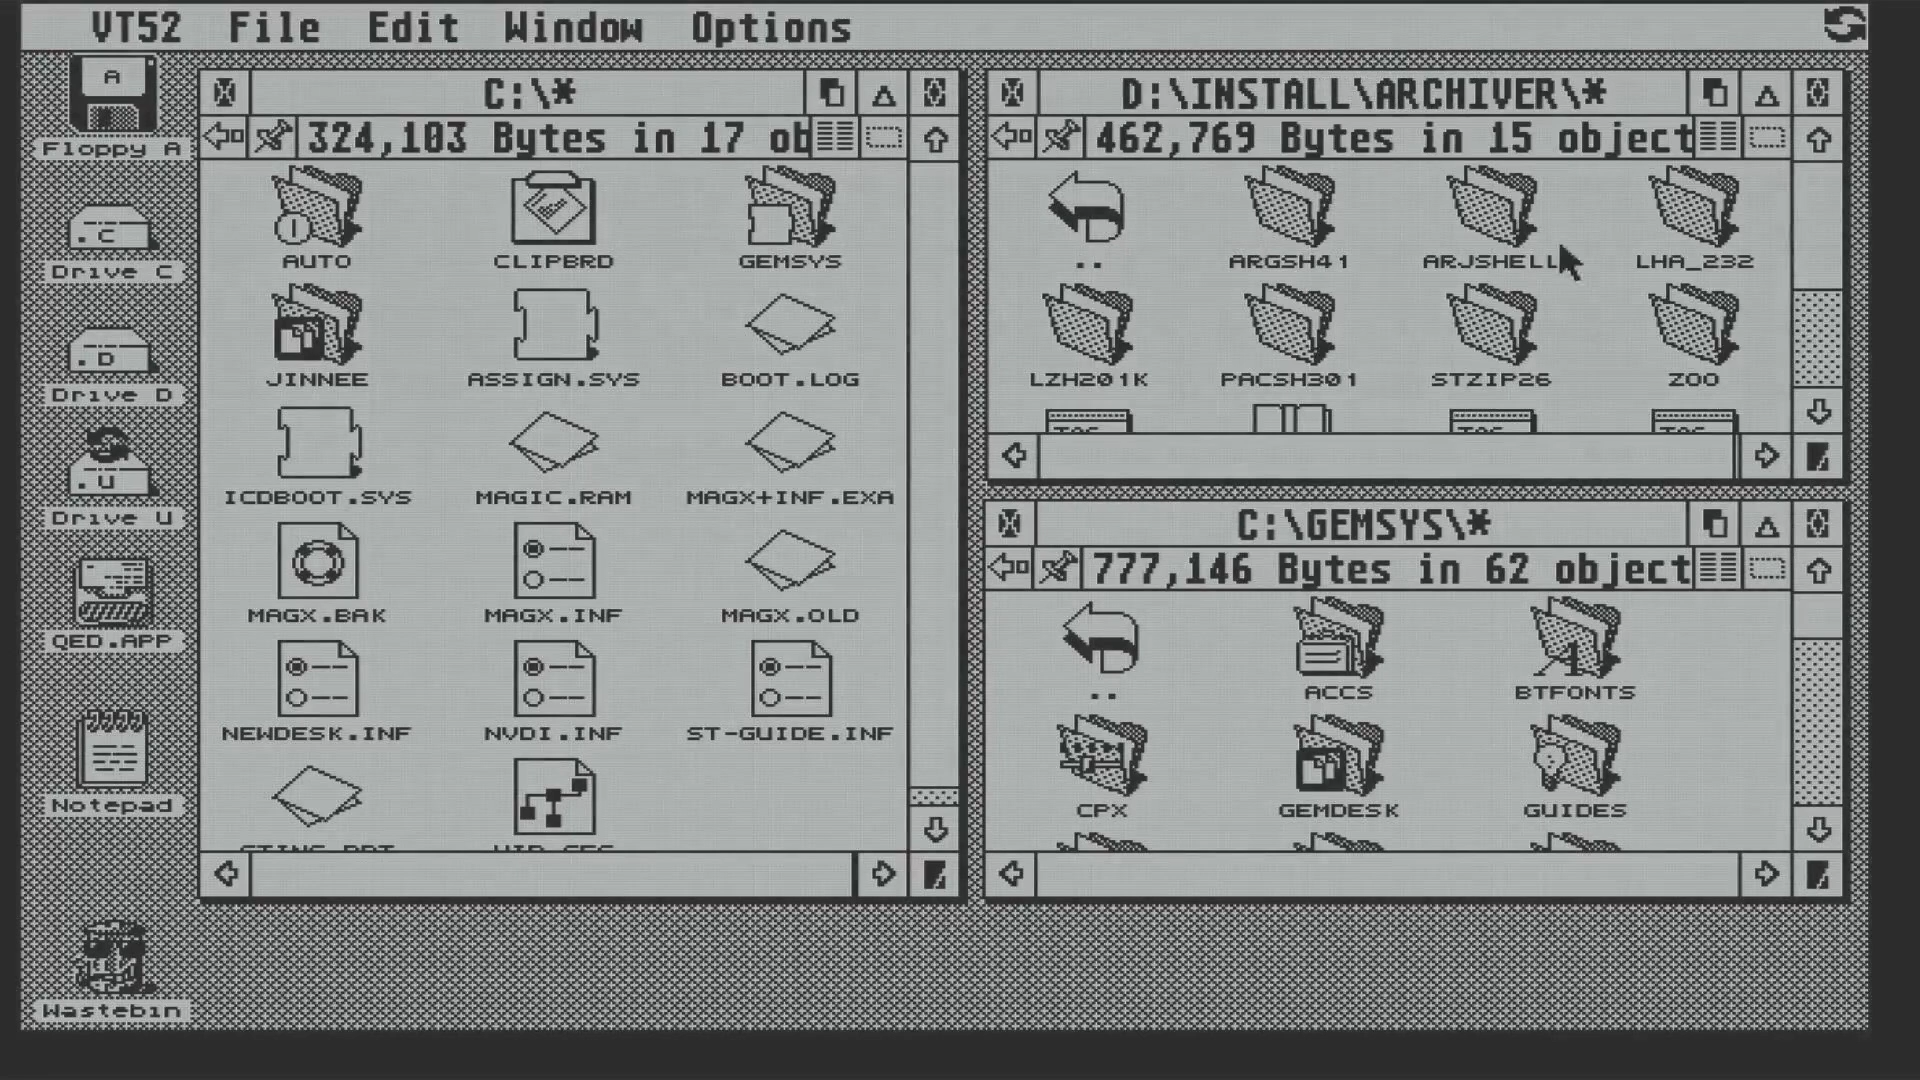 VT52 File Edit Window Options
A
Floppy A
.C
Drive C
.D
Drive D
.U
Drive U
QED.APP
Notepad
Wastebin
C:\*
324,103 Bytes in 17 ob
AUTO CLIPBRD GEMSYS
JINNEE ASSIGN.SYS BOOT.LOG
ICDBOOT.SYS MAGIC.RAM MAGX+INF.EXA
MAGX.BAK MAGX.INF MAGX.OLD
NEWDESK.INF NVDI.INF ST-GUIDE.INF
D:\INSTALL\ARCHIVER\*
462,769 Bytes in 15 object
.. ARGSH41 ARJSHELL LHA_232
LZH201K PACSH301 STZIP26 ZOO
C:\GEMSYS\*
777,146 Bytes in 62 object
.. ACCS BTFONTS
CPX GEMDESK GUIDES